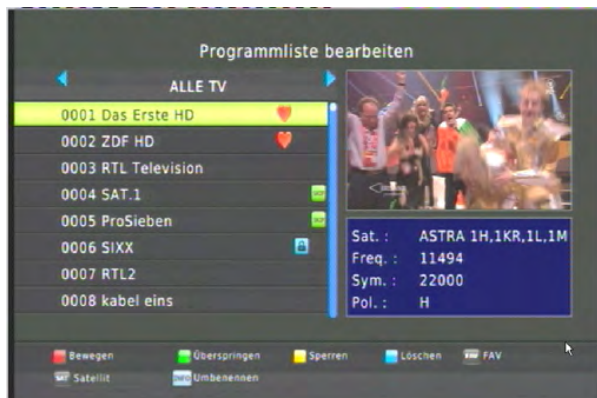 Programmliste bearbeiten
ALLE TV
0001 Das Erste HD
0002 ZDF HD
0003 RTL Television
0004 SAT.1
0005 ProSieben
0006 SIXX
0007 RTL2
0008 kabel eins
Sat. : ASTRA 1H,1KR,1L,1M
Freq. : 11494
Sym. : 22000
Pol. : H
Bewegen Überspringen Sperren Löschen FAV
SAT Satellit INFO Umbenennen